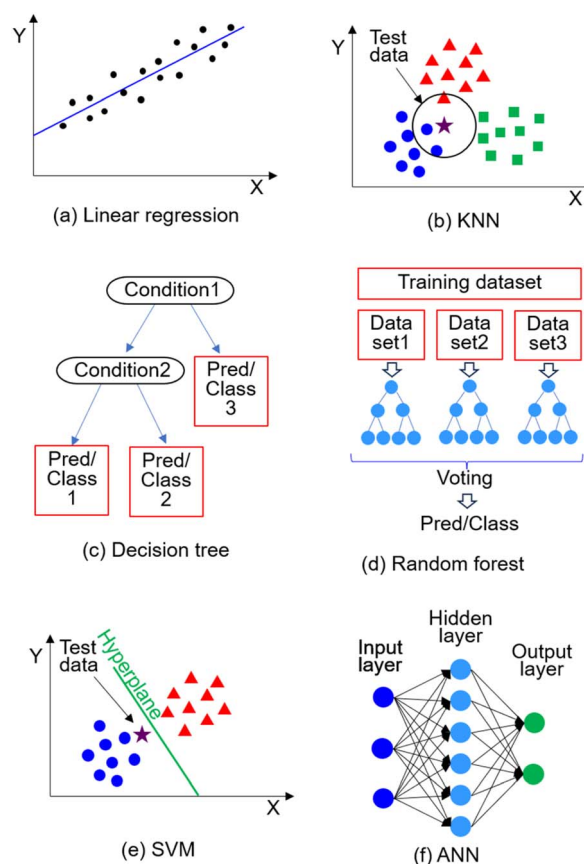 Y
X
(a) Linear regression
Y
Test
data
X
(b) KNN
Condition1
Condition2
Pred/
Class
3
Pred/
Class
1
Pred/
Class
2
(c) Decision tree
Training dataset
Data
set1
Data
set2
Data
set3
Voting
Pred/Class
(d) Random forest
Y
Test
data
Hyperplane
X
(e) SVM
Input
layer
Hidden
layer
Output
layer
(f) ANN